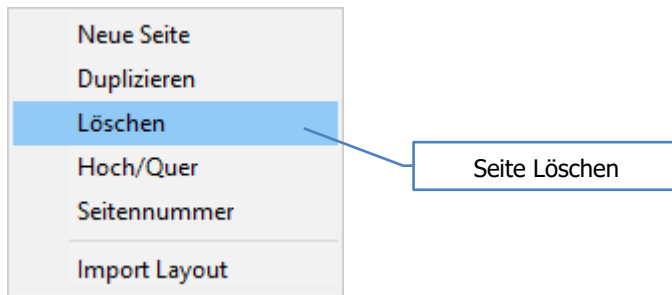 Neue Seite
Duplizieren
Löschen
Seite Löschen
Hoch/Quer
Seitennummer
Import Layout